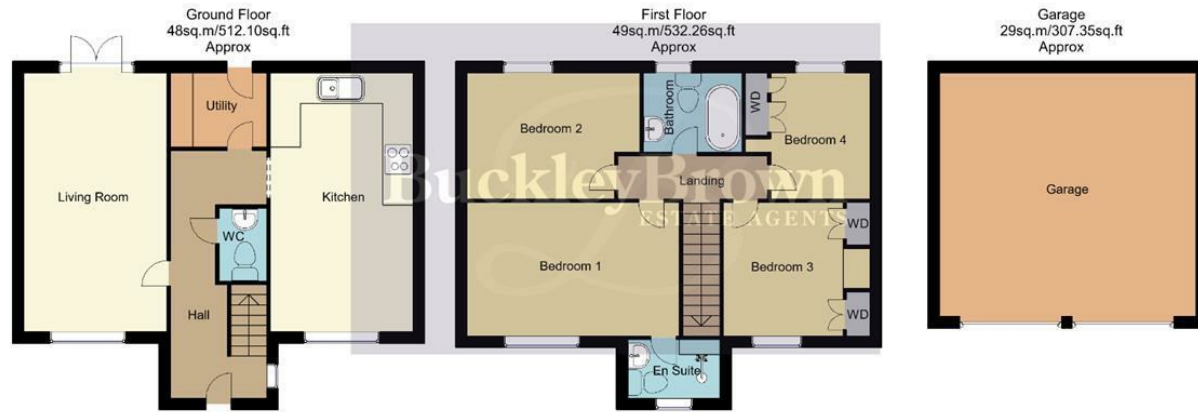 Ground Floor
48sq.m/512.10sq.ft
Approx
Utility
Living Room
Kitchen
WC
Hall
First Floor
49sq.m/532.26sq.ft
Approx
Bedroom 2
Bathroom
WD
Bedroom 4
Landing
BuckleyBrown
ESTATE AGENTS
Bedroom 1
Bedroom 3
WD
WD
En Suite
Garage
29sq.m/307.35sq.ft
Approx
Garage